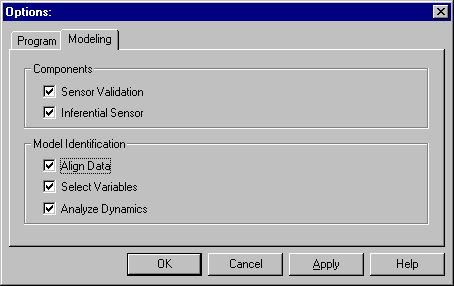 Options:
Program Modeling
Components
Sensor Validation
Inferential Sensor
Model Identification
Align Data
Select Variables
Analyze Dynamics
OK Cancel Apply Help